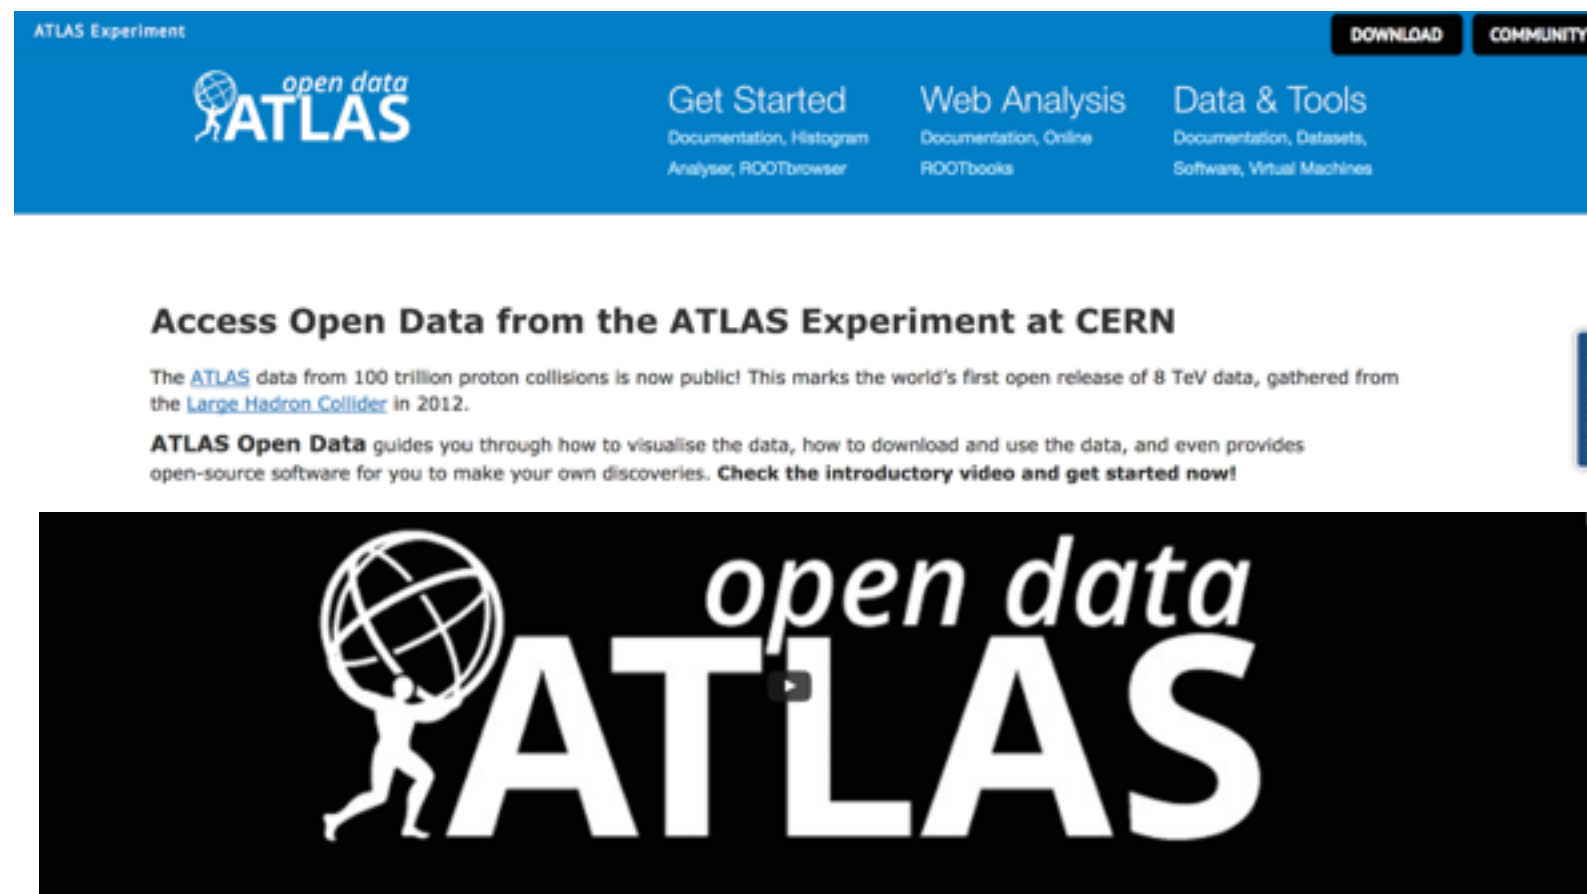 ATLAS Experiment
DOWNLOAD
COMMUNITY
open data
ATLAS
Get Started
Documentation, Histogram
Analyser, ROOTbrowser
Web Analysis
Documentation, Online
ROOTbooks
Data & Tools
Documentation, Datasets,
Software, Virtual Machines
Access Open Data from the ATLAS Experiment at CERN
The ATLAS data from 100 trillion proton collisions is now public! This marks the world's first open release of 8 TeV data, gathered from
the Large Hadron Collider in 2012.
ATLAS Open Data guides you through how to visualise the data, how to download and use the data, and even provides
open-source software for you to make your own discoveries. Check the introductory video and get started now!
open data
ATLAS